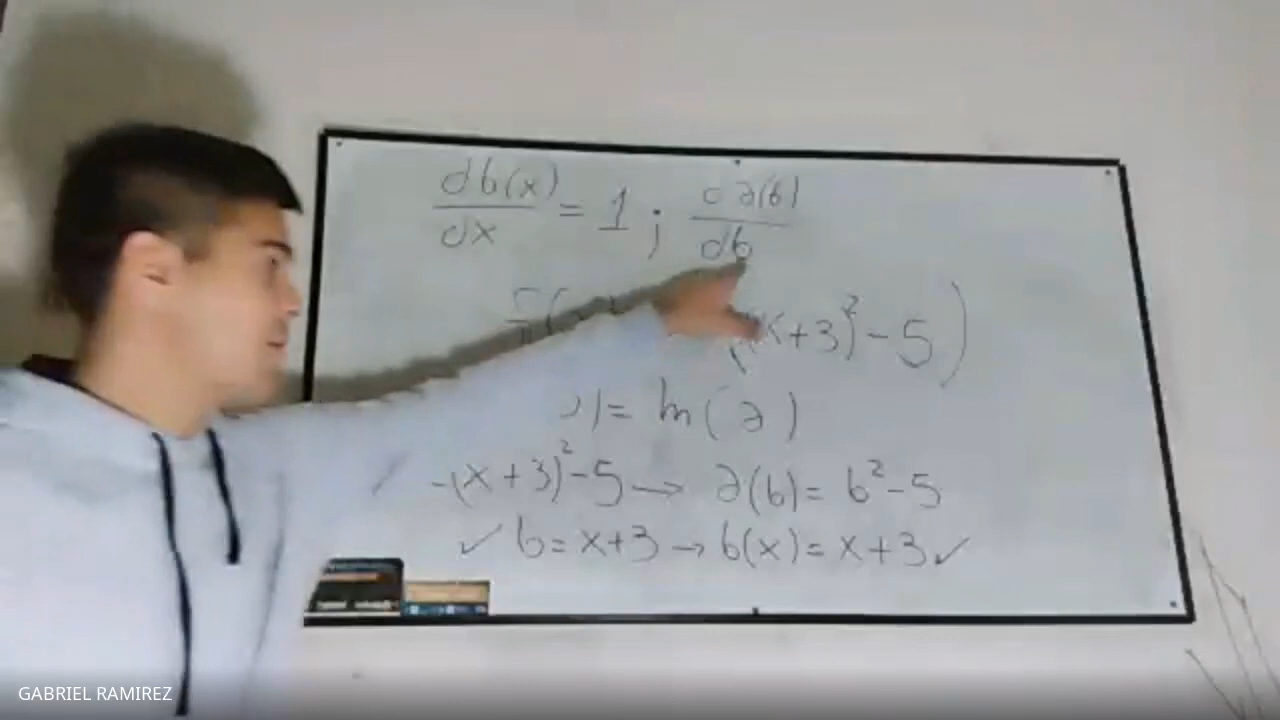 db(x)/dx = 1 ; da(b)/db
(x+3)²-5)
)= ln(a)
(x+3)²-5 → a(b)= b²-5
✓ b=x+3 → b(x)= x+3 ✓
GABRIEL RAMIREZ